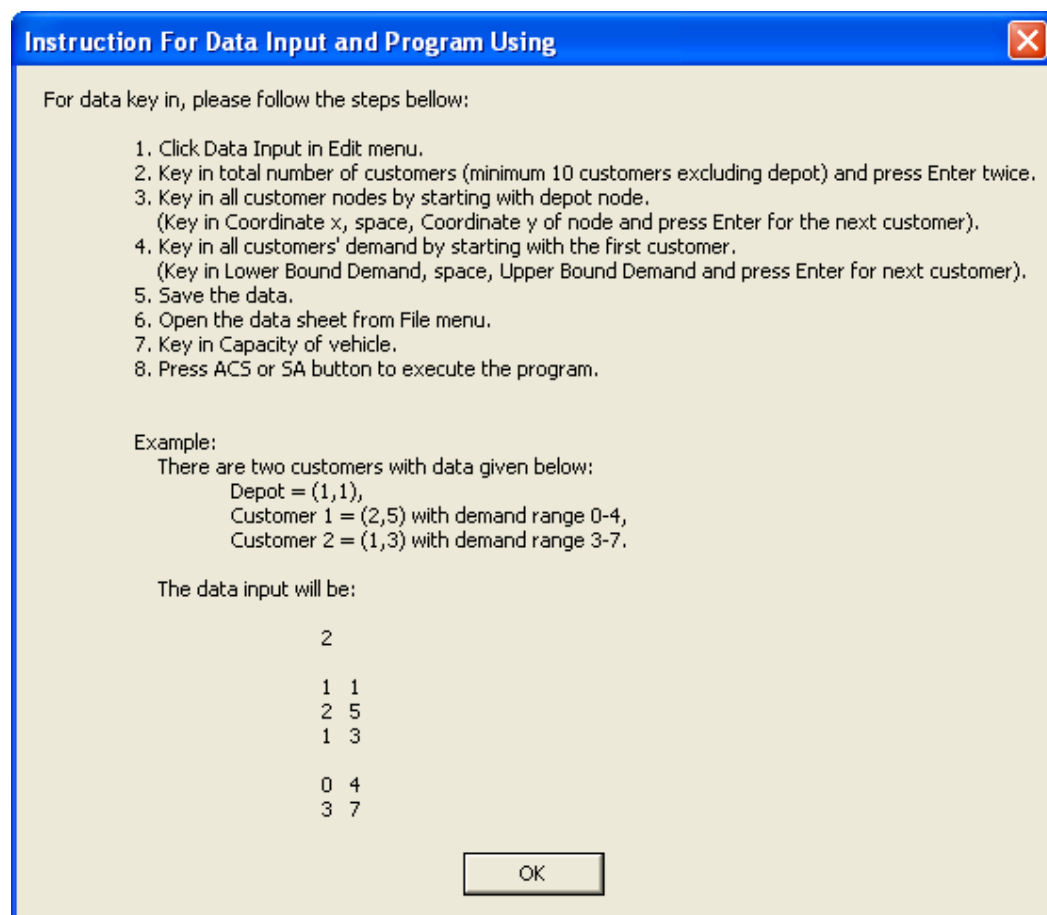 Instruction For Data Input and Program Using
For data key in, please follow the steps bellow:
1. Click Data Input in Edit menu.
2. Key in total number of customers (minimum 10 customers excluding depot) and press Enter twice.
3. Key in all customer nodes by starting with depot node.
(Key in Coordinate x, space, Coordinate y of node and press Enter for the next customer).
4. Key in all customers' demand by starting with the first customer.
(Key in Lower Bound Demand, space, Upper Bound Demand and press Enter for next customer).
5. Save the data.
6. Open the data sheet from File menu.
7. Key in Capacity of vehicle.
8. Press ACS or SA button to execute the program.
Example:
There are two customers with data given below:
Depot = (1,1),
Customer 1 = (2,5) with demand range 0-4,
Customer 2 = (1,3) with demand range 3-7.
The data input will be:
2
1 1
2 5
1 3
0 4
3 7
OK